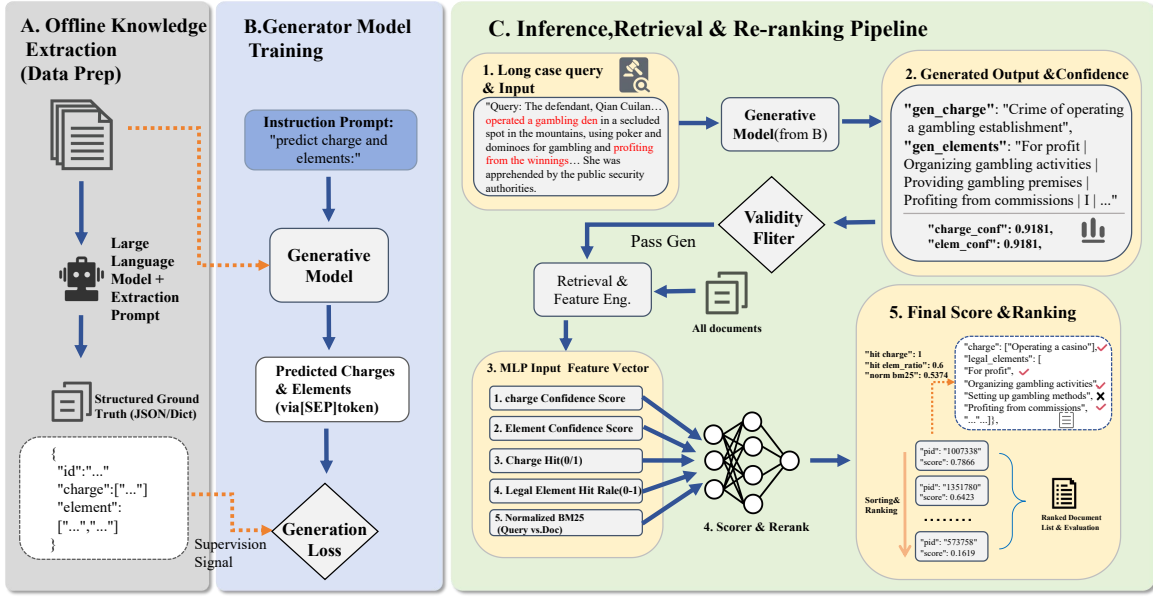 A. Offline Knowledge
Extraction
(Data Prep)
Large
Language
Model +
Extraction
Prompt
Structured Ground
Truth (JSON/Dict)
{
"id":"..."
"charge":["..."]
"element":
["...","..."]
}
Supervision
Signal
B.Generator Model
Training
Instruction Prompt:
"predict charge and
elements:"
Generative
Model
Predicted Charges
& Elements
(via[SEP]token)
Generation
Loss
C. Inference,Retrieval & Re-ranking Pipeline
1. Long case query
& Input
"Query: The defendant, Qian Cuilan…
operated a gambling den in a secluded
spot in the mountains, using poker and
dominoes for gambling and profiting
from the winnings… She was
apprehended by the public security
authorities.
Generative
Model(from B)
2. Generated Output &Confidence
"gen_charge": "Crime of operating
a gambling establishment",
"gen_elements": "For profit |
Organizing gambling activities |
Providing gambling premises |
Profiting from commissions | I | ..."
"charge_conf": 0.9181,
"elem_conf": 0.9181,
Validity
Fliter
Pass Gen
Retrieval &
Feature Eng.
All documents
3. MLP Input Feature Vector
1. charge Confidence Score
2. Element Confidence Score
3. Charge Hit(0/1)
4. Legal Element Hit Rale(0-1)
5. Normalized BM25
(Query vs.Doc)
4. Scorer & Rerank
5. Final Score &Ranking
"hit charge": 1
"hit elem_ratio": 0.6
"norm bm25": 0.5374
"charge": ["Operating a casino"],
"legal_elements": [
"For profit",
"Organizing gambling activities"
"Setting up gambling methods",
"Profiting from commissions",
"..."...]},
Sorting&
Ranking
"pid": "1007338"
"score": 0.7866
"pid": "1351780"
"score": 0.6423
........
"pid": "573758"
"score": 0.1619
Ranked Document
List & Evaluation